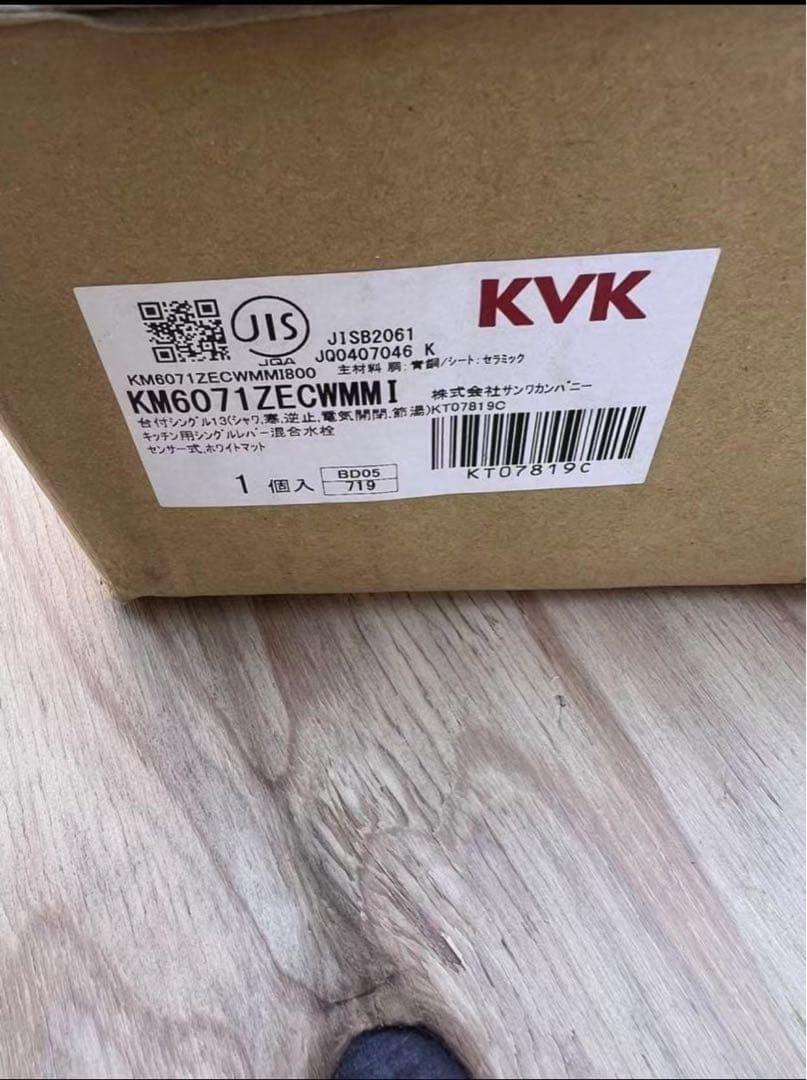 KVK
JIS
JQA
JISB2061
JQ0407046 K
主材料 胴:青銅/シート:セラミック
KM6071ZECWMMI800
KM6071ZECWMMI
株式会社サンワカンパニー
台付シングル13(シャワ,寒,逆止,電気開閉,節湯)KT07819C
キッチン用シングルレバー混合水栓
センサー式,ホワイトマット
KT07819C
1 個入
BD05
719